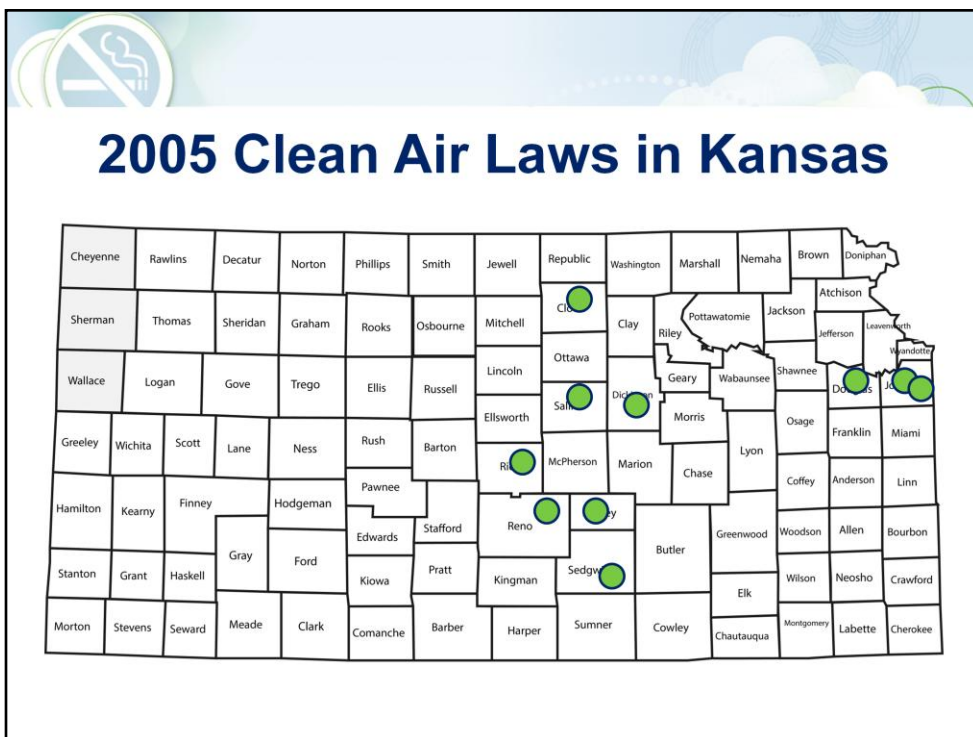 2005 Clean Air Laws in Kansas
Cheyenne Rawlins Decatur Norton Phillips Smith Jewell Republic Washington Marshall Nemaha Brown Doniphan
Atchison
Sherman Thomas Sheridan Graham Rooks Osbourne Mitchell Clay Riley Pottawatomie Jackson Jefferson Leavenworth
Wyandotte
Ottawa
Wallace Logan Gove Trego Ellis Russell Lincoln Geary Wabaunsee Shawnee
Ellsworth Morris Osage
Greeley Wichita Scott Lane Ness Rush Barton McPherson Marion Chase Lyon Franklin Miami
Pawnee Coffey Anderson Linn
Hamilton Kearny Finney Hodgeman Edwards Stafford Reno
Gray Ford Butler Greenwood Woodson Allen Bourbon
Stanton Grant Haskell Kiowa Pratt Kingman Elk Wilson Neosho Crawford
Morton Stevens Seward Meade Clark Comanche Barber Harper Sumner Cowley Chautauqua Montgomery Labette Cherokee